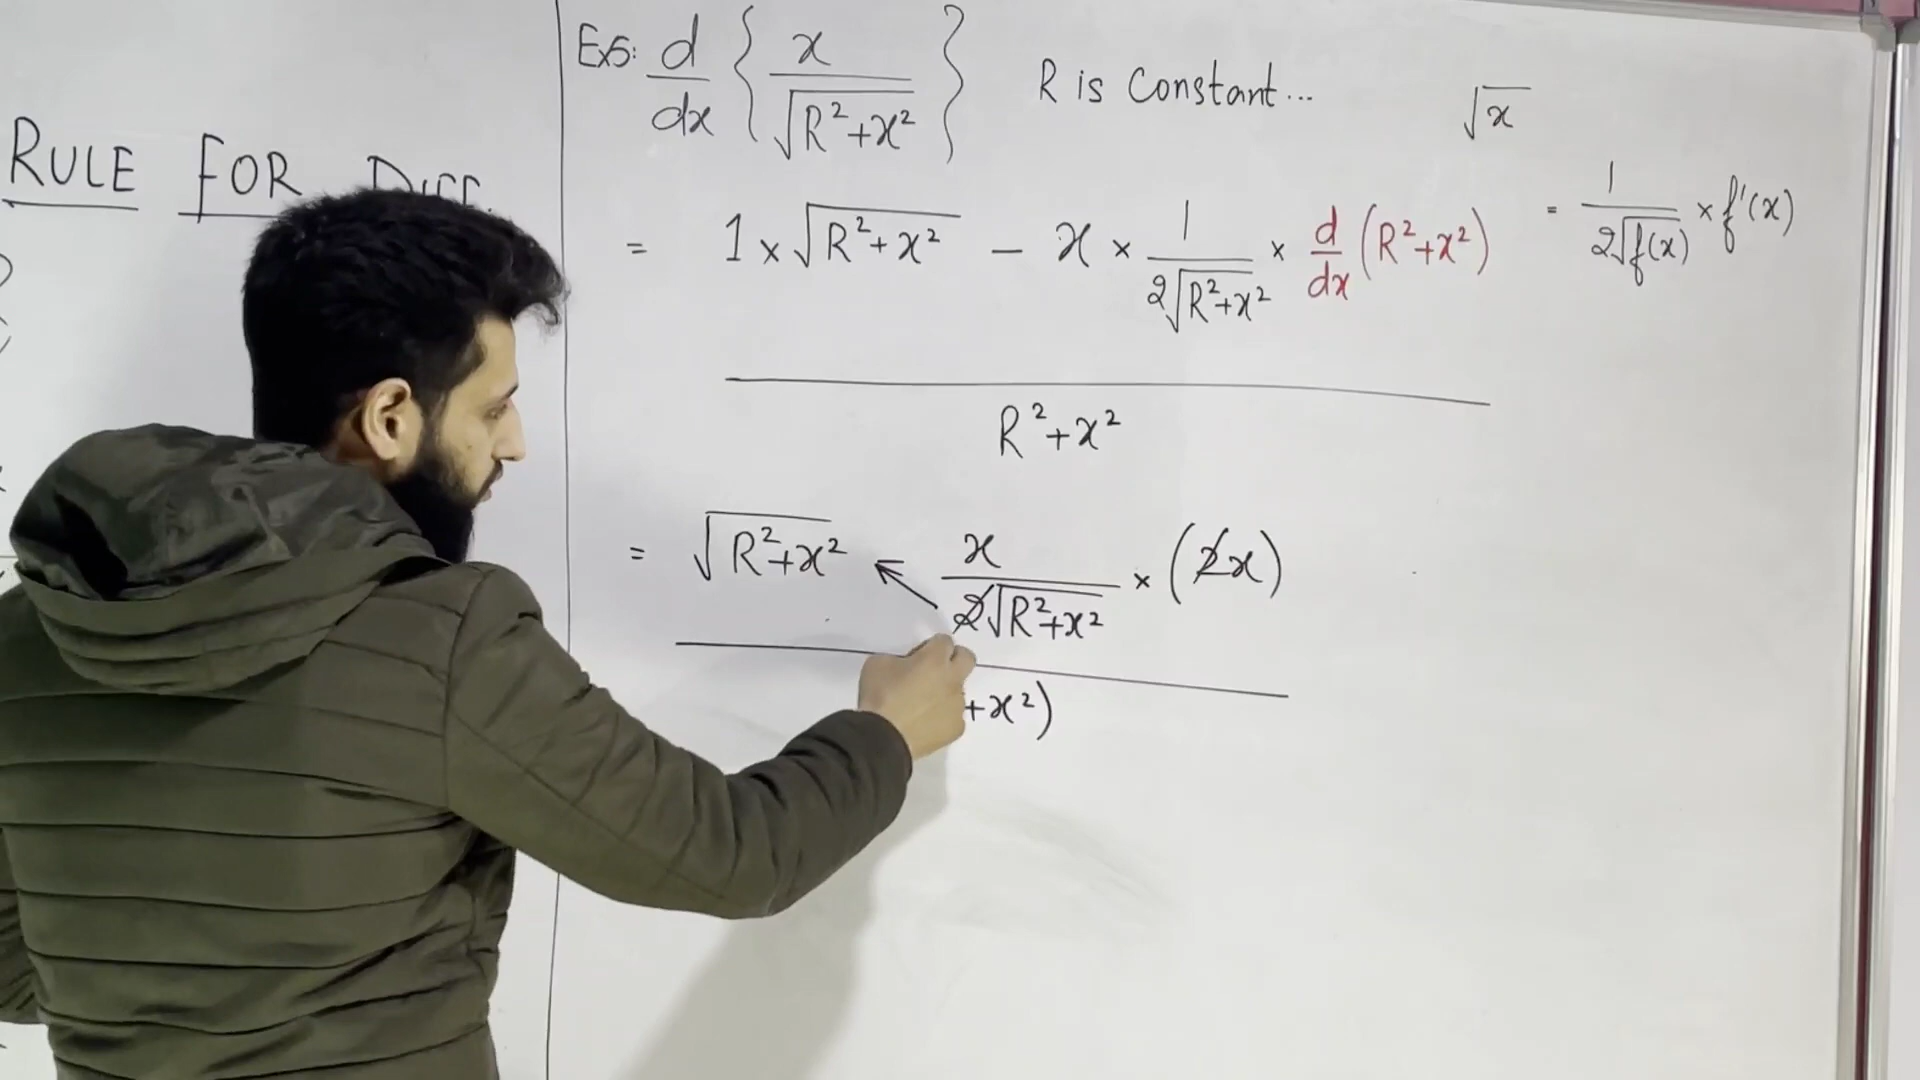 RULE FOR DIFF.
Ex5: d/dx { x / √(R²+x²) } R is Constant...
√x
= 1 × √(R²+x²) − x × 1/(2√(R²+x²)) × d/dx (R²+x²)
R²+x²
= 1/(2√f(x)) × f'(x)
= √(R²+x²) x/(2√(R²+x²)) × (2x)
+x²)